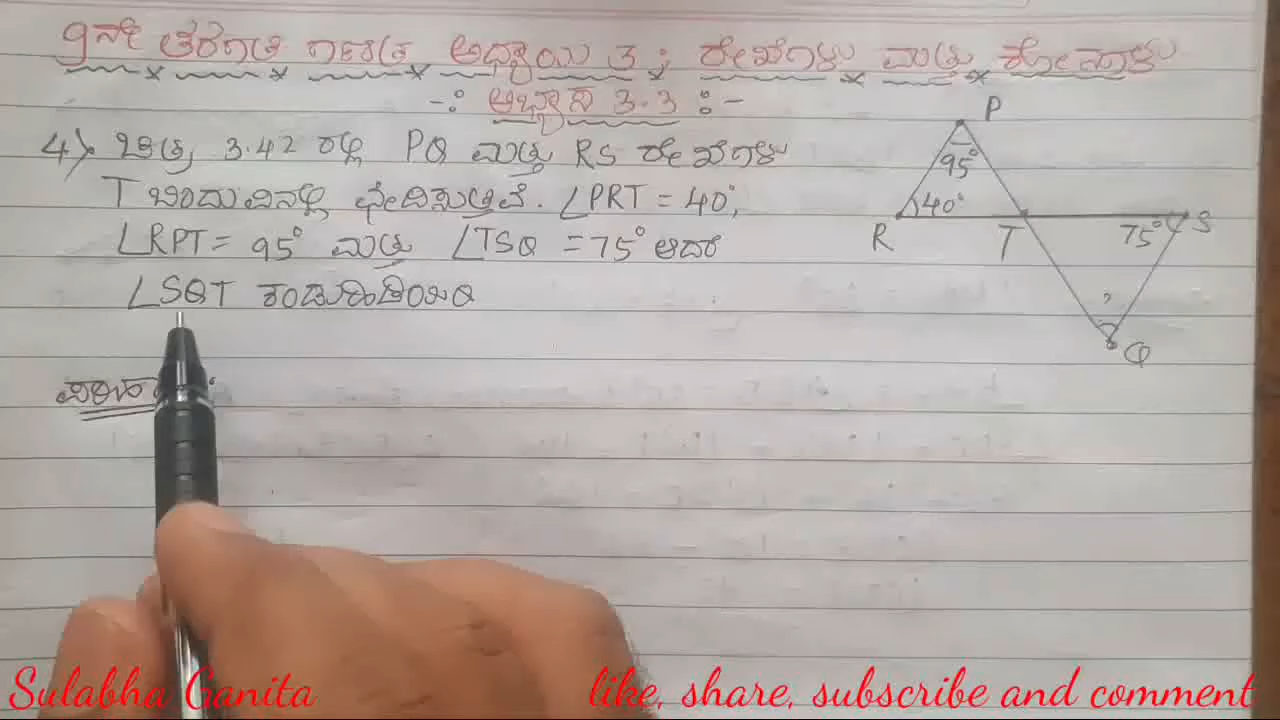 9ನೇ ತರಗತಿ ಗಣಿತ ಅಧ್ಯಾಯ 3 : ರೇಖೆಗಳು ಮತ್ತು ಕೋನಗಳು
-: ಅಭ್ಯಾಸ 3.3 :-
4) ಚಿತ್ರ 3.42 ರಲ್ಲಿ PQ ಮತ್ತು RS ರೇಖೆಗಳು
T ಬಿಂದುವಿನಲ್ಲಿ ಛೇದಿಸುತ್ತವೆ. ∠PRT = 40°,
∠RPT = 95° ಮತ್ತು ∠TSQ = 75° ಆದರೆ
∠SQT ಕಂಡುಹಿಡಿಯಿರಿ
P
95°
40°
R
T
75°
S
?
Q
Sulabha Ganita
like, share, subscribe and comment